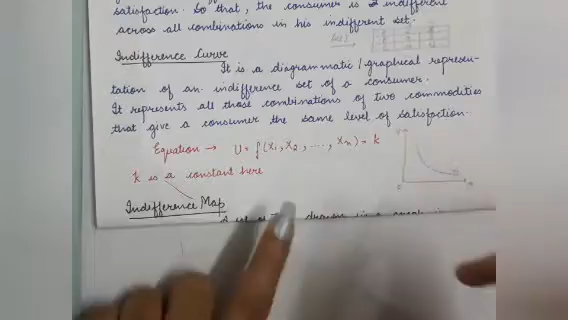 satisfaction. So that, the consumer is indifferent
across all combinations in his indifferent set.
Indifference Curve
It is a diagrammatic / graphical represen-
tation of an indifference set of a consumer.
It represents all those combinations of two commodities
that give a consumer the same level of satisfaction.
Equation → U = f(x₁, x₂, ...., xₙ) = k
k is a constant here
Indifference Map